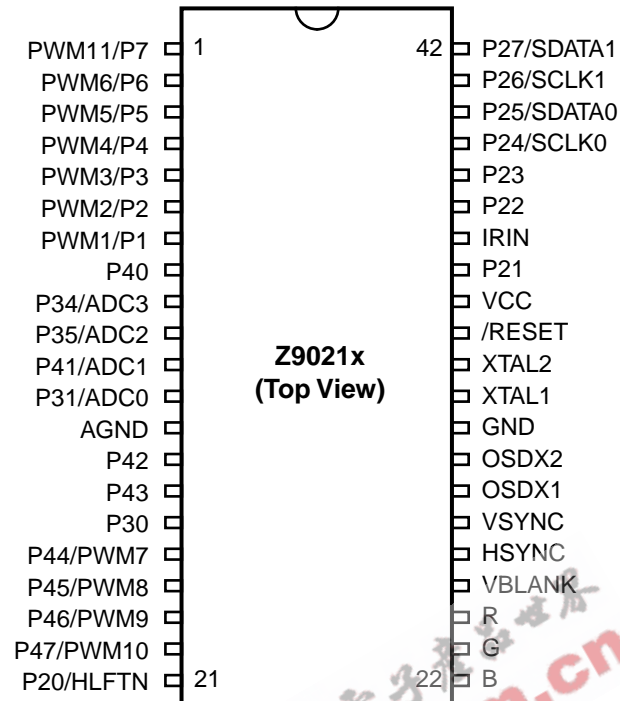 PWM11/P7 1 42 P27/SDATA1
PWM6/P6 P26/SCLK1
PWM5/P5 P25/SDATA0
PWM4/P4 P24/SCLK0
PWM3/P3 P23
PWM2/P2 P22
PWM1/P1 IRIN
P40 P21
P34/ADC3 VCC
P35/ADC2 /RESET
Z9021x
P41/ADC1 XTAL2
(Top View)
P31/ADC0 XTAL1
AGND GND
P42 OSDX2
P43 OSDX1
P30 VSYNC
P44/PWM7 HSYNC
P45/PWM8 VBLANK
P46/PWM9 R
P47/PWM10 G
P20/HLFTN 21 22 B